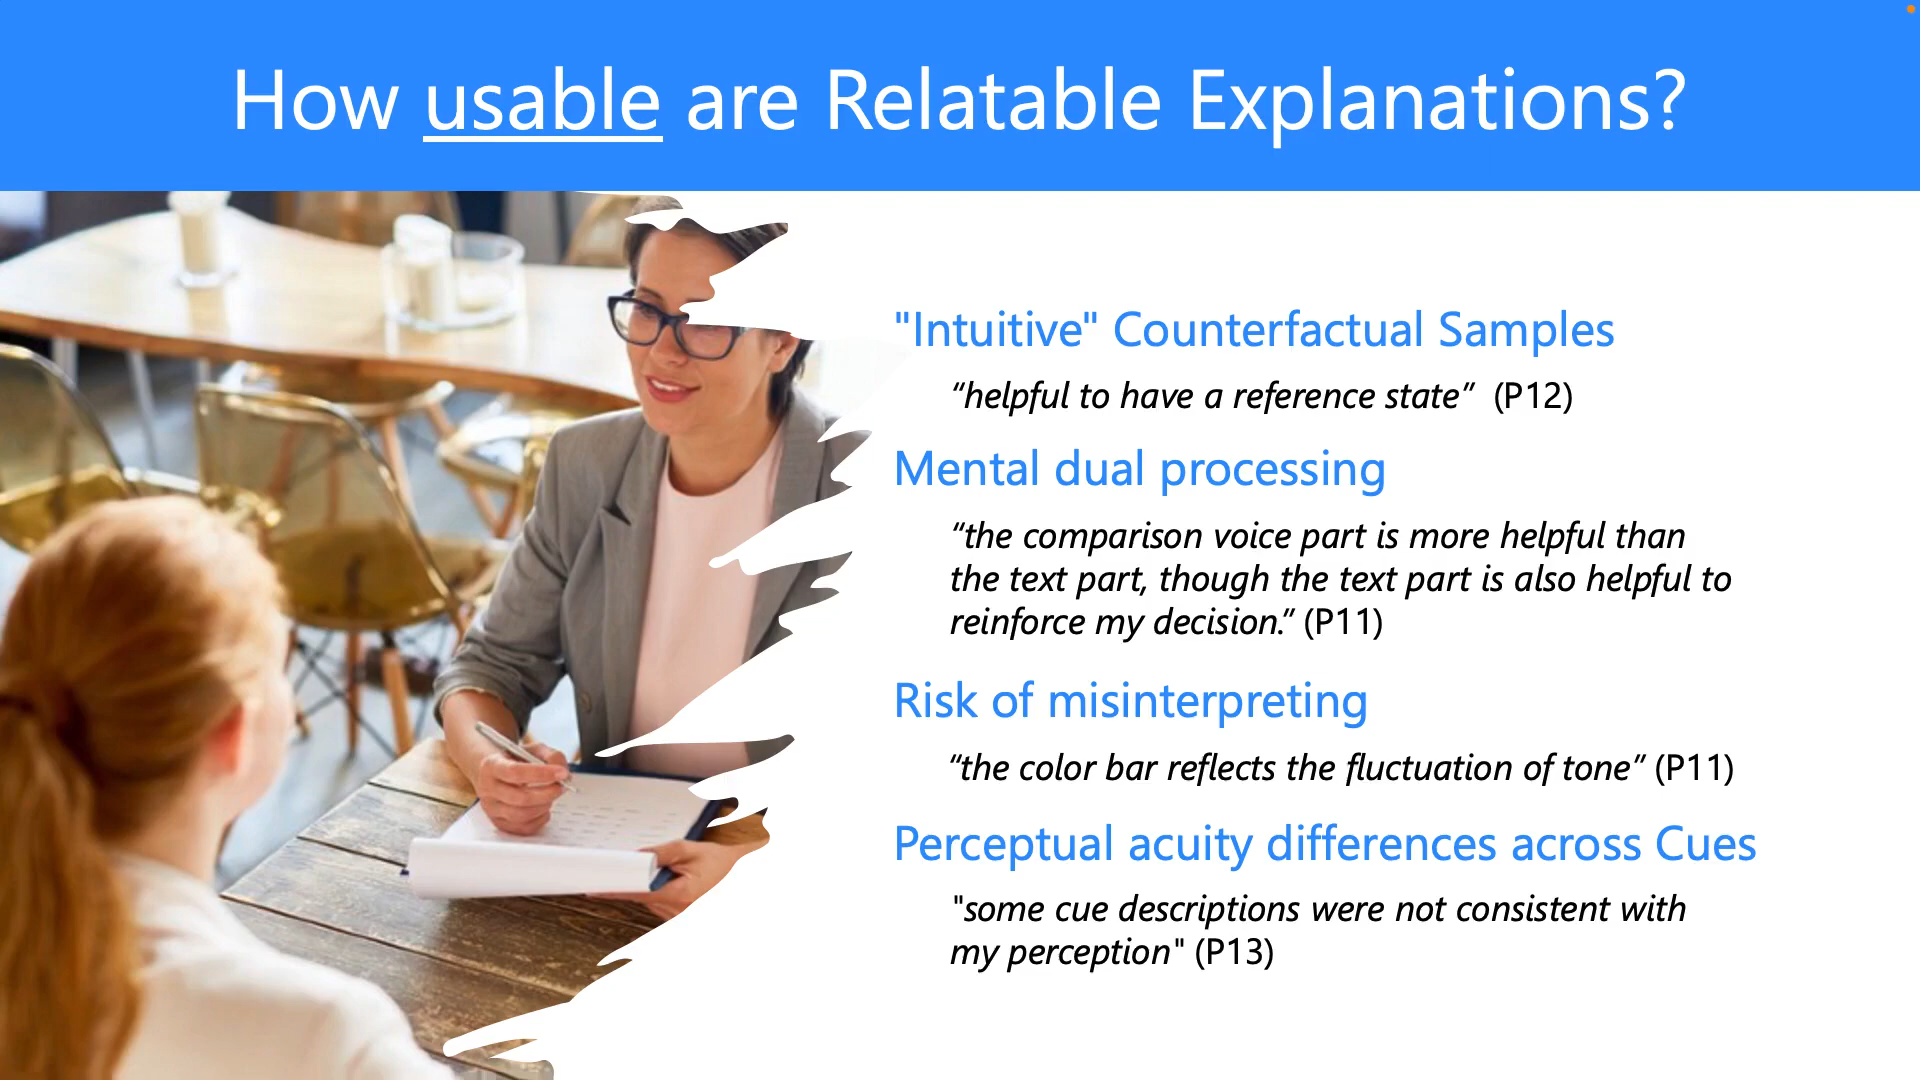 How usable are Relatable Explanations?
"Intuitive" Counterfactual Samples
“helpful to have a reference state” (P12)
Mental dual processing
“the comparison voice part is more helpful than
the text part, though the text part is also helpful to
reinforce my decision.” (P11)
Risk of misinterpreting
“the color bar reflects the fluctuation of tone” (P11)
Perceptual acuity differences across Cues
"some cue descriptions were not consistent with
my perception" (P13)